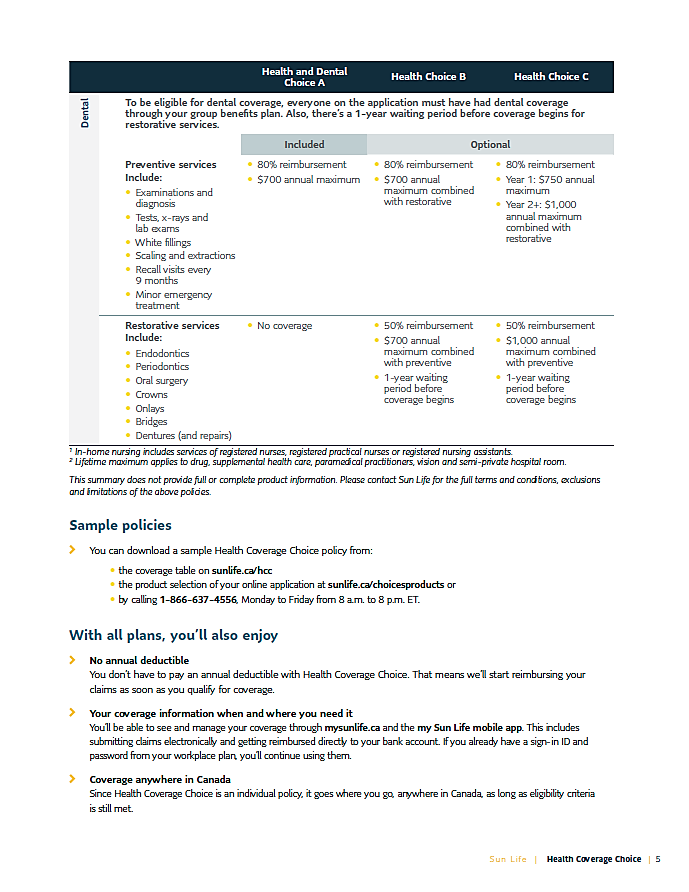 Health and Dental Choice A Health Choice B Health Choice C
Dental
To be eligible for dental coverage, everyone on the application must have had dental coverage
through your group benefits plan. Also, there's a 1-year waiting period before coverage begins for
restorative services.
Included Optional
Preventive services
Include:
• Examinations and
diagnosis
• Tests, x-rays and
lab exams
• White fillings
• Scaling and extractions
• Recall visits every
9 months
• Minor emergency
treatment
• 80% reimbursement
• $700 annual maximum
• 80% reimbursement
• $700 annual
maximum combined
with restorative
• 80% reimbursement
• Year 1: $750 annual
maximum
• Year 2+: $1,000
annual maximum
combined with
restorative
Restorative services
Include:
• Endodontics
• Periodontics
• Oral surgery
• Crowns
• Onlays
• Bridges
• Dentures (and repairs)
• No coverage
• 50% reimbursement
• $700 annual
maximum combined
with preventive
• 1-year waiting
period before
coverage begins
• 50% reimbursement
• $1,000 annual
maximum combined
with preventive
• 1-year waiting
period before
coverage begins
¹ In-home nursing includes services of registered nurses, registered practical nurses or registered nursing assistants.
² Lifetime maximum applies to drug, supplemental health care, paramedical practitioners, vision and semi-private hospital room.
This summary does not provide full or complete product information. Please contact Sun Life for the full terms and conditions, exclusions
and limitations of the above policies.
Sample policies
You can download a sample Health Coverage Choice policy from:
• the coverage table on sunlife.ca/hcc
• the product selection of your online application at sunlife.ca/choicesproducts or
• by calling 1-866-637-4556, Monday to Friday from 8 a.m. to 8 p.m. ET.
With all plans, you'll also enjoy
No annual deductible
You don't have to pay an annual deductible with Health Coverage Choice. That means we'll start reimbursing your
claims as soon as you qualify for coverage.
Your coverage information when and where you need it
You'll be able to see and manage your coverage through mysunlife.ca and the my Sun Life mobile app. This includes
submitting claims electronically and getting reimbursed directly to your bank account. If you already have a sign-in ID and
password from your workplace plan, you'll continue using them.
Coverage anywhere in Canada
Since Health Coverage Choice is an individual policy, it goes where you go, anywhere in Canada, as long as eligibility criteria
is still met.
Sun Life | Health Coverage Choice | 5